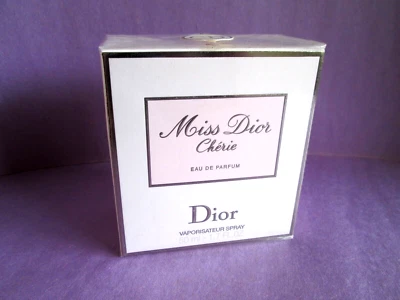 Miss Dior
Chérie
EAU DE PARFUM
Dior
VAPORISATEUR SPRAY